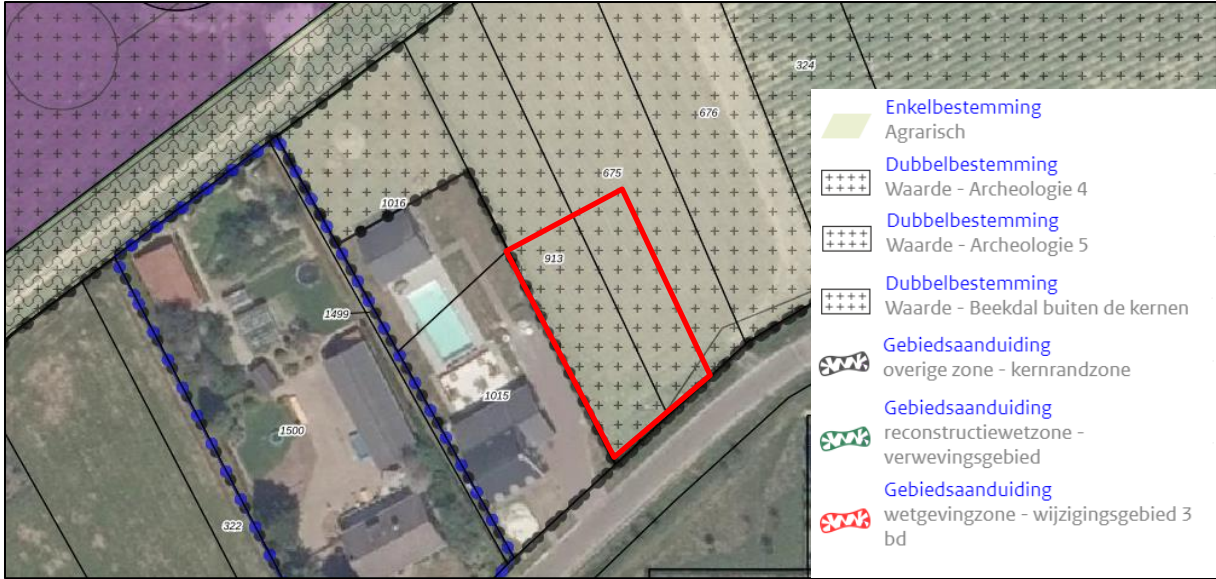 324
676
675
1016
913
1499
1015
1500
322
Enkelbestemming
Agrarisch
Dubbelbestemming
Waarde - Archeologie 4
Dubbelbestemming
Waarde - Archeologie 5
Dubbelbestemming
Waarde - Beekdal buiten de kernen
Gebiedsaanduiding
overige zone - kernrandzone
Gebiedsaanduiding
reconstructiewetzone -
verwevingsgebied
Gebiedsaanduiding
wetgevingzone - wijzigingsgebied 3
bd